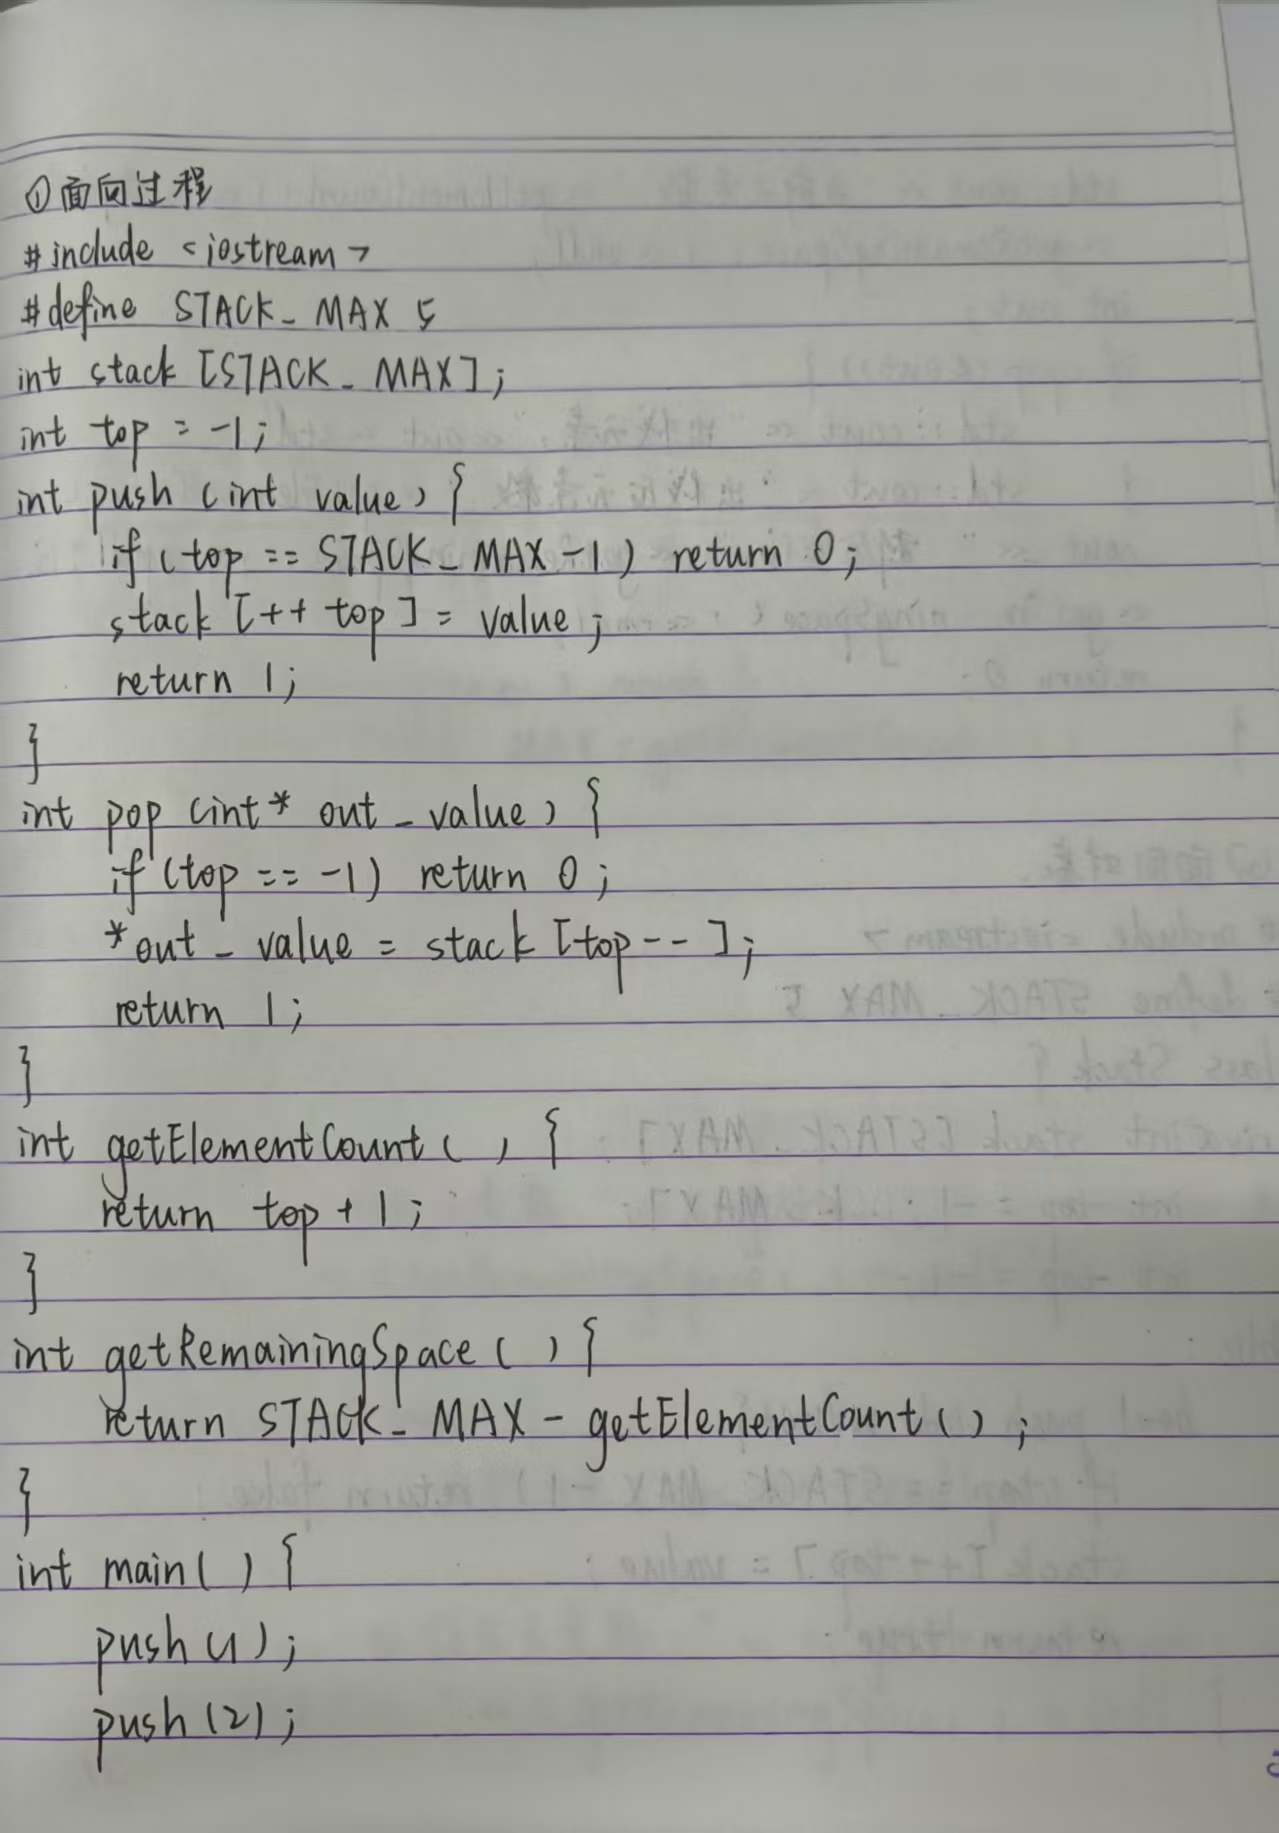 ①面向过程
#include <iostream>
#define STACK_MAX 5
int stack [STACK_MAX];
int top = -1;
int push (int value) {
if (top == STACK_MAX -1) return 0;
stack [++ top] = value;
return 1;
}
int pop (int* out_value) {
if (top == -1) return 0;
*out_value = stack [top--];
return 1;
}
int getElementCount ( ) {
return top + 1;
}
int getRemainingSpace ( ) {
return STACK_MAX - getElementCount ( );
}
int main( ) {
push (1);
push (2);